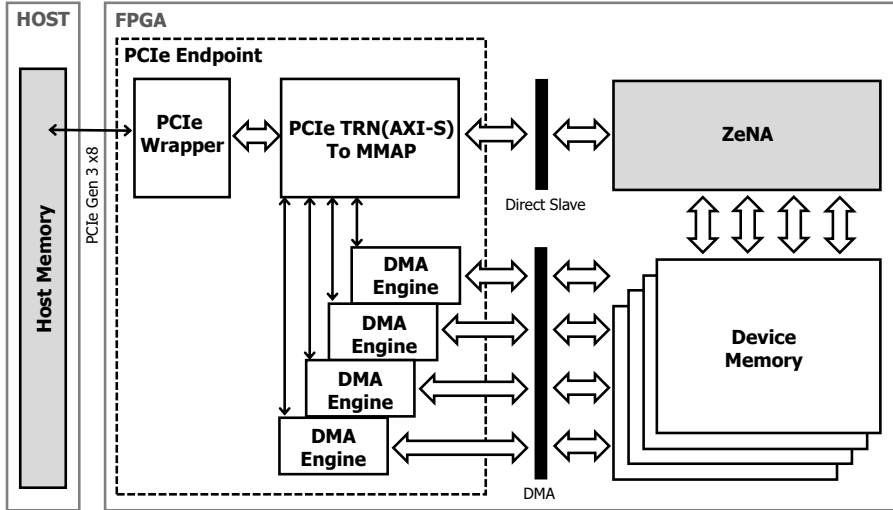 HOST
FPGA
PCIe Endpoint
Host Memory
PCIe Gen 3 x8
PCIe
Wrapper
PCIe TRN(AXI-S)
To MMAP
Direct Slave
ZeNA
DMA
Engine
DMA
Engine
DMA
Engine
DMA
Engine
DMA
Device
Memory